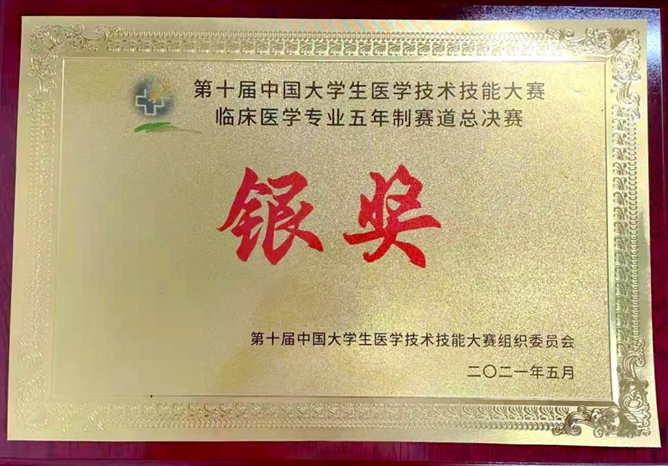 第十届中国大学生医学技术技能大赛
临床医学专业五年制赛道总决赛
银奖
第十届中国大学生医学技术技能大赛组织委员会
二〇二一年五月